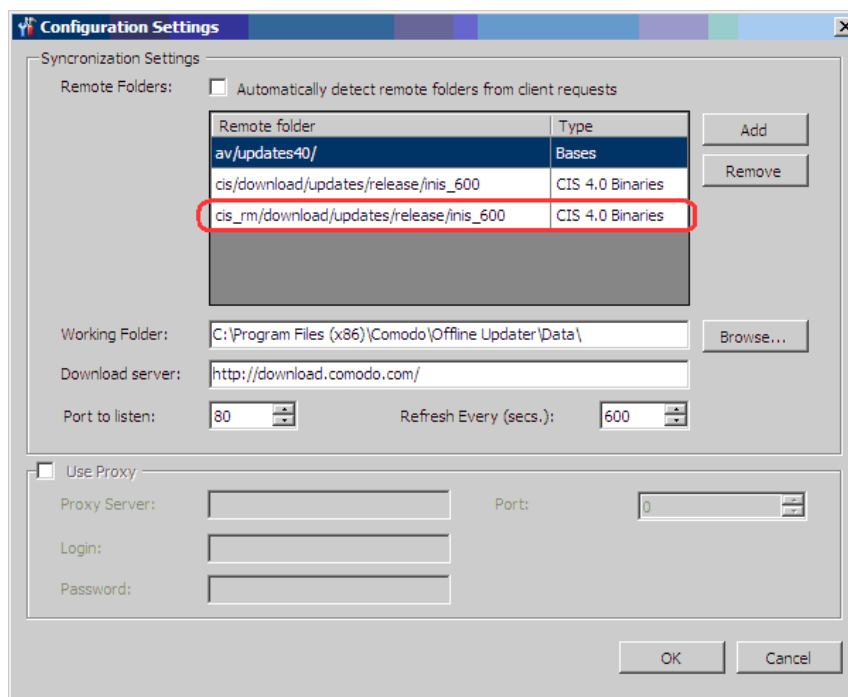 Configuration Settings
Syncronization Settings
Remote Folders: Automatically detect remote folders from client requests
Remote folder Type
av/updates40/ Bases
cis/download/updates/release/inis_600 CIS 4.0 Binaries
cis_rm/download/updates/release/inis_600 CIS 4.0 Binaries
Add
Remove
Working Folder: C:\Program Files (x86)\Comodo\Offline Updater\Data\ Browse...
Download server: http://download.comodo.com/
Port to listen: 80 Refresh Every (secs.): 600
Use Proxy
Proxy Server: Port: 0
Login:
Password:
OK Cancel